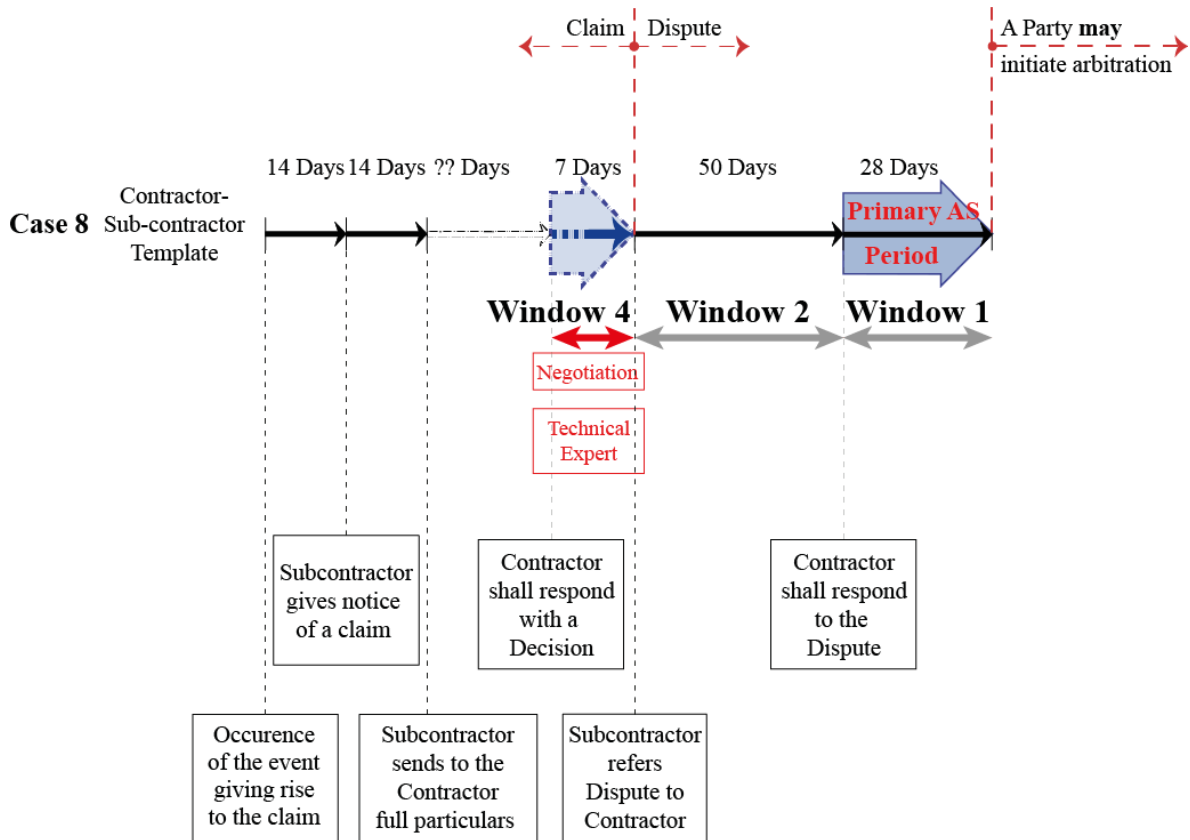 Claim
Dispute
A Party may
initiate arbitration
14 Days
14 Days
?? Days
7 Days
50 Days
28 Days
Case 8
Contractor-
Sub-contractor
Template
Primary AS
Period
Window 4
Window 2
Window 1
Negotiation
Technical
Expert
Subcontractor
gives notice
of a claim
Contractor
shall respond
with a
Decision
Contractor
shall respond
to the
Dispute
Occurence
of the event
giving rise
to the claim
Subcontractor
sends to the
Contractor
full particulars
Subcontractor
refers
Dispute to
Contractor